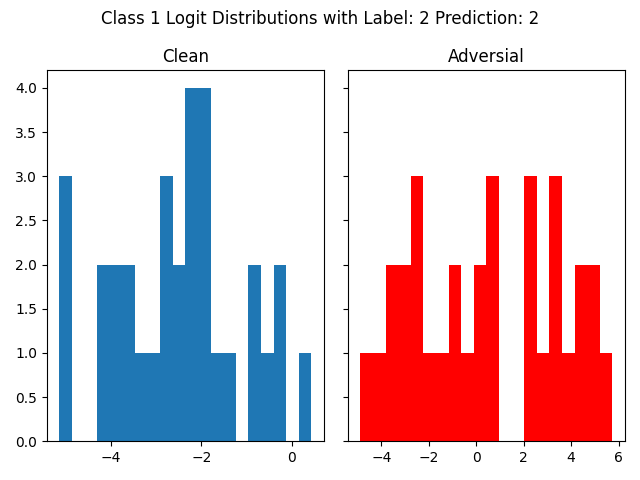 Class 1 Logit Distributions with Label: 2 Prediction: 2
Clean
Adversial
4.0
3.5
3.0
2.5
2.0
1.5
1.0
0.5
0.0
−4 −2 0
−4 −2 0 2 4 6